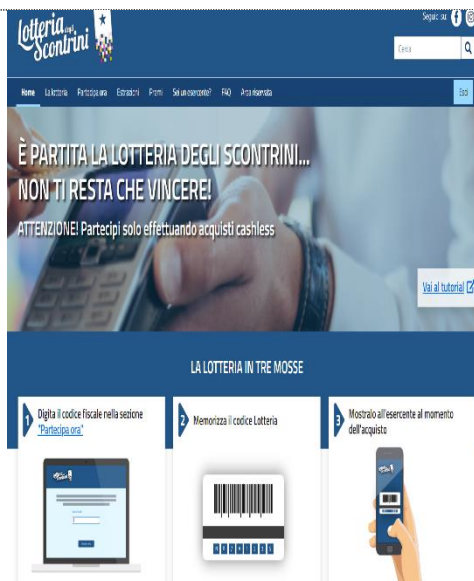 Lotteria degli
Scontrini
Seguici su:
Cerca
Home La lotteria Partecipa ora Estrazioni Premi Sei un esercente? FAQ Area riservata
Esci
È PARTITA LA LOTTERIA DEGLI SCONTRINI...
NON TI RESTA CHE VINCERE!
ATTENZIONE! Partecipi solo effettuando acquisti cashless
Vai al tutorial
LA LOTTERIA IN TRE MOSSE
1 Digita il codice fiscale nella sezione
"Partecipa ora"
2 Memorizza il codice Lotteria
3 Mostralo all'esercente al momento
dell'acquisto